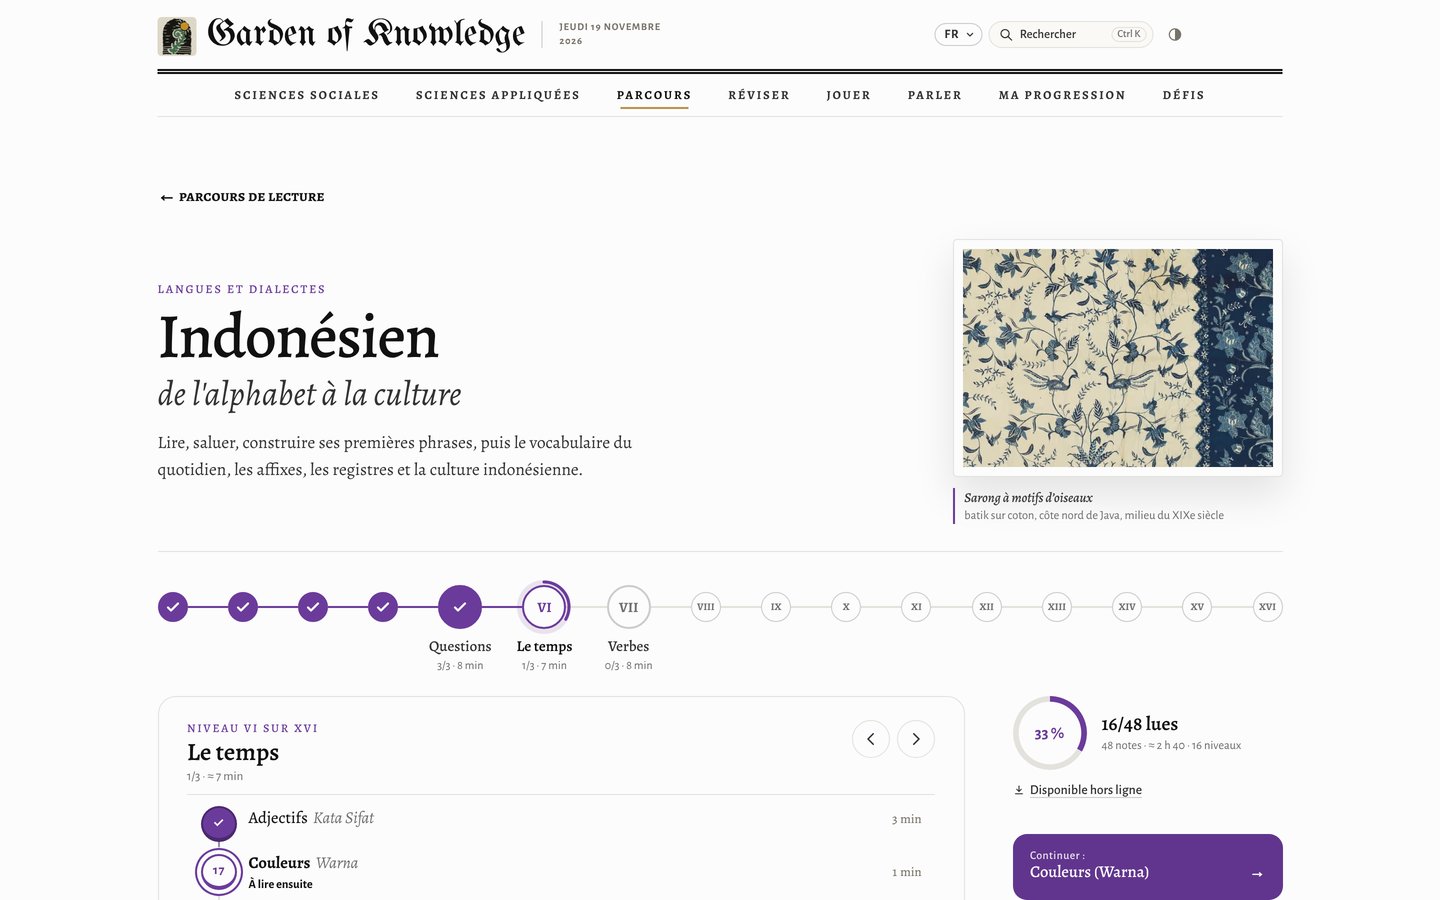 Garden of Knowledge
JEUDI 19 NOVEMBRE
2026
FR
Rechercher
Ctrl K
SCIENCES SOCIALES
SCIENCES APPLIQUÉES
PARCOURS
RÉVISER
JOUER
PARLER
MA PROGRESSION
DÉFIS
← PARCOURS DE LECTURE
LANGUES ET DIALECTES
Indonésien
de l'alphabet à la culture
Lire, saluer, construire ses premières phrases, puis le vocabulaire du
quotidien, les affixes, les registres et la culture indonésienne.
Sarong à motifs d'oiseaux
batik sur coton, côte nord de Java, milieu du XIXe siècle
VI
VII
VIII
IX
X
XI
XII
XIII
XIV
XV
XVI
Questions
3/3 · 8 min
Le temps
1/3 · 7 min
Verbes
0/3 · 8 min
NIVEAU VI SUR XVI
Le temps
1/3 · ≈ 7 min
Adjectifs Kata Sifat
3 min
17
Couleurs Warna
À lire ensuite
1 min
33 %
16/48 lues
48 notes · ≈ 2 h 40 · 16 niveaux
Disponible hors ligne
Continuer :
Couleurs (Warna) →